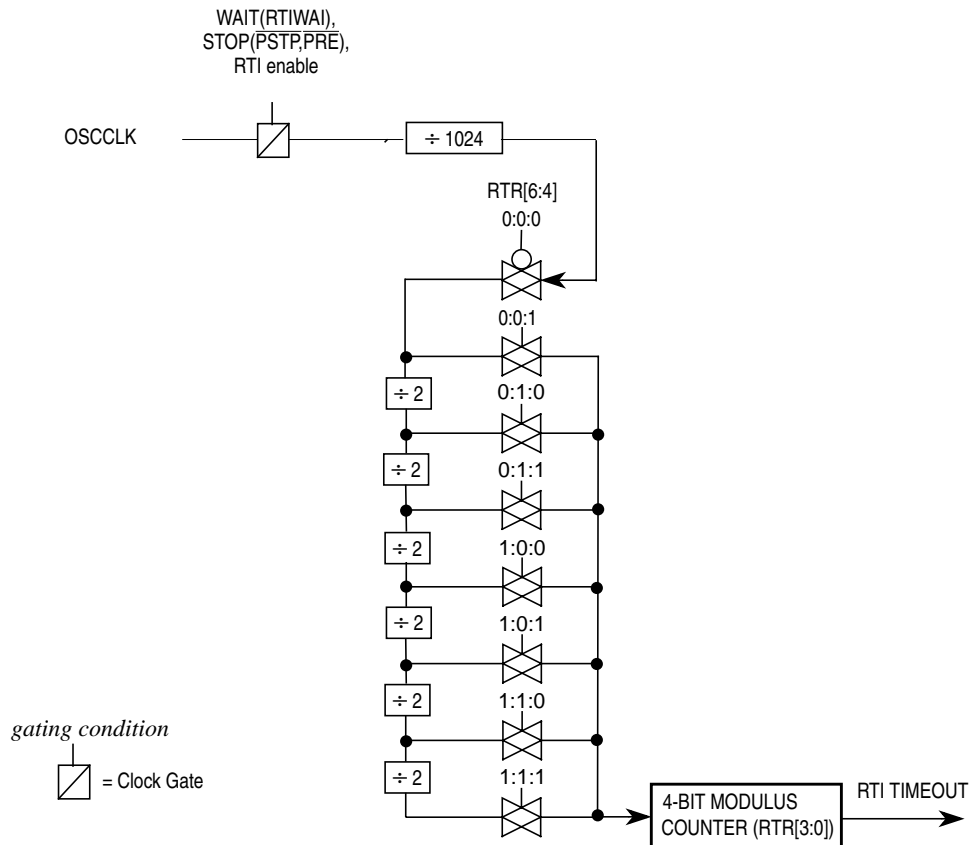 WAIT(RTIWAI),
STOP(PSTP,PRE),
RTI enable
OSCCLK
÷ 1024
RTR[6:4]
0:0:0
0:0:1
÷ 2
0:1:0
÷ 2
0:1:1
÷ 2
1:0:0
÷ 2
1:0:1
÷ 2
1:1:0
÷ 2
1:1:1
gating condition
= Clock Gate
4-BIT MODULUS
COUNTER (RTR[3:0])
RTI TIMEOUT